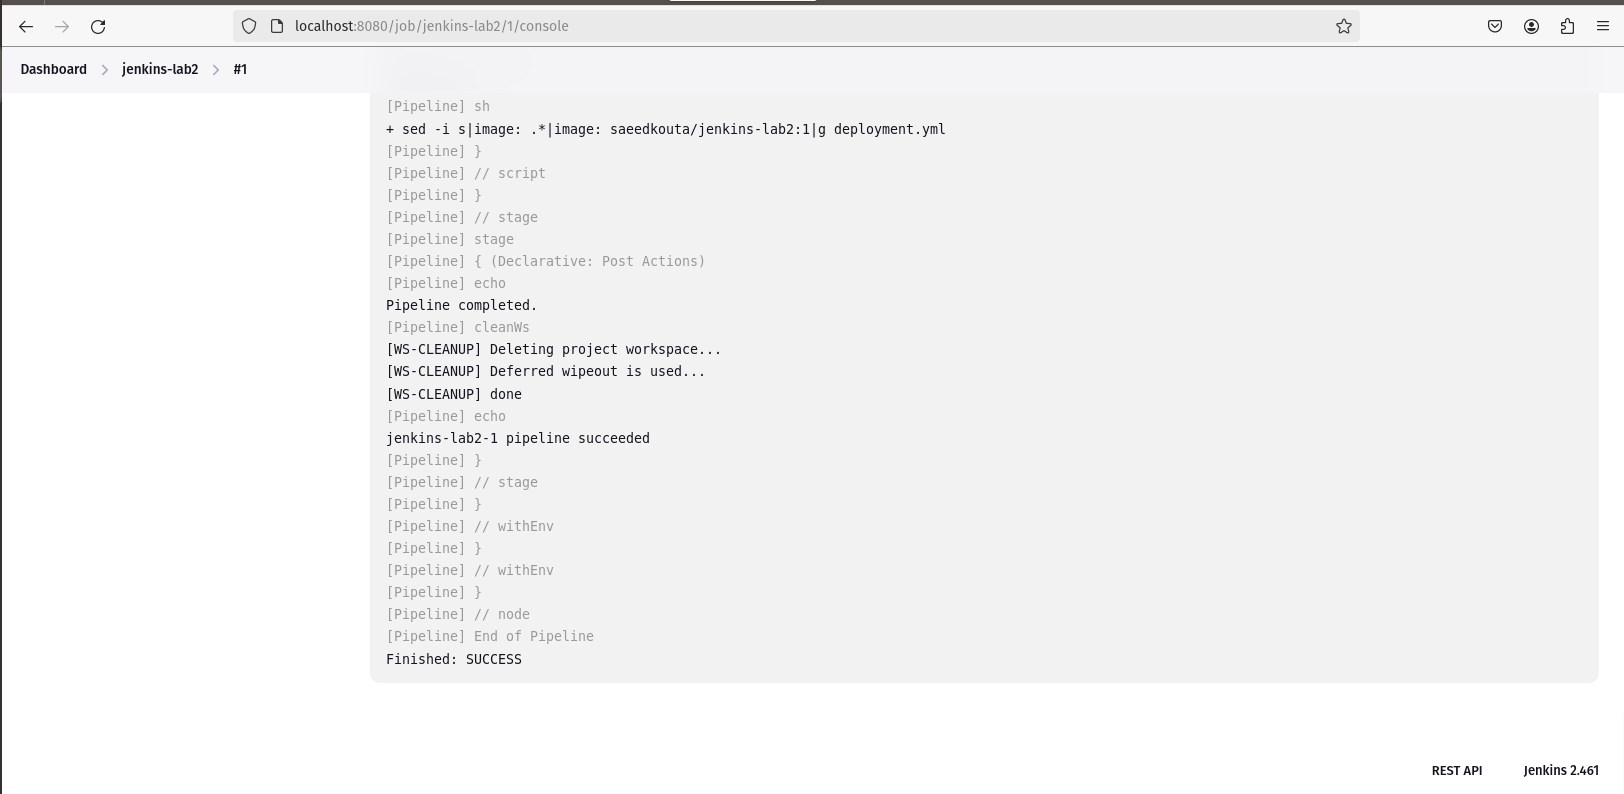 localhost:8080/job/jenkins-lab2/1/console
Dashboard > jenkins-lab2 > #1
[Pipeline] sh
+ sed -i s|image: .*|image: saeedkouta/jenkins-lab2:1|g deployment.yml
[Pipeline] }
[Pipeline] // script
[Pipeline] }
[Pipeline] // stage
[Pipeline] stage
[Pipeline] { (Declarative: Post Actions)
[Pipeline] echo
Pipeline completed.
[Pipeline] cleanWs
[WS-CLEANUP] Deleting project workspace...
[WS-CLEANUP] Deferred wipeout is used...
[WS-CLEANUP] done
[Pipeline] echo
jenkins-lab2-1 pipeline succeeded
[Pipeline] }
[Pipeline] // stage
[Pipeline] }
[Pipeline] // withEnv
[Pipeline] }
[Pipeline] // withEnv
[Pipeline] }
[Pipeline] // node
[Pipeline] End of Pipeline
Finished: SUCCESS
REST API Jenkins 2.461